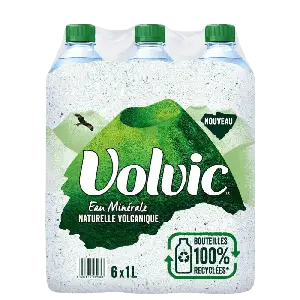 NOUVEAU
Volvic
Eau Minérale
NATURELLE VOLCANIQUE
6 x 1L
BOUTEILLES
100%
RECYCLÉES*